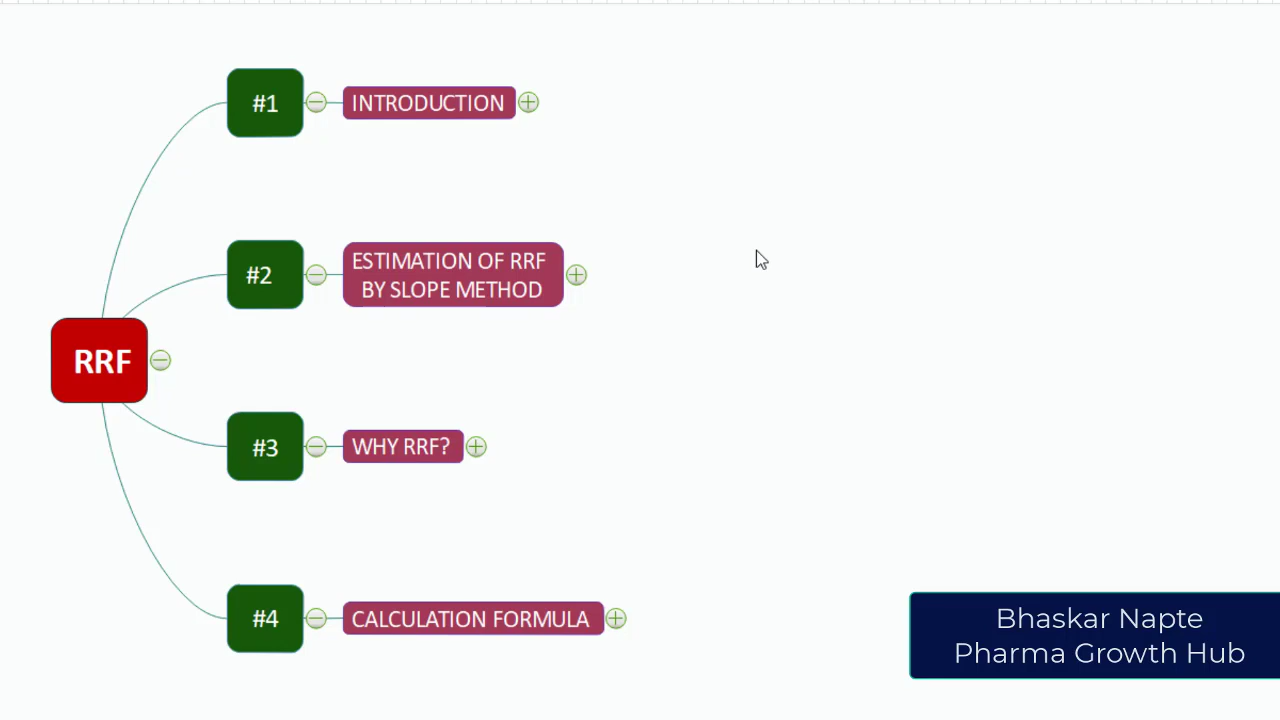 #1
INTRODUCTION
#2
ESTIMATION OF RRF
BY SLOPE METHOD
RRF
#3
WHY RRF?
#4
CALCULATION FORMULA
Bhaskar Napte
Pharma Growth Hub